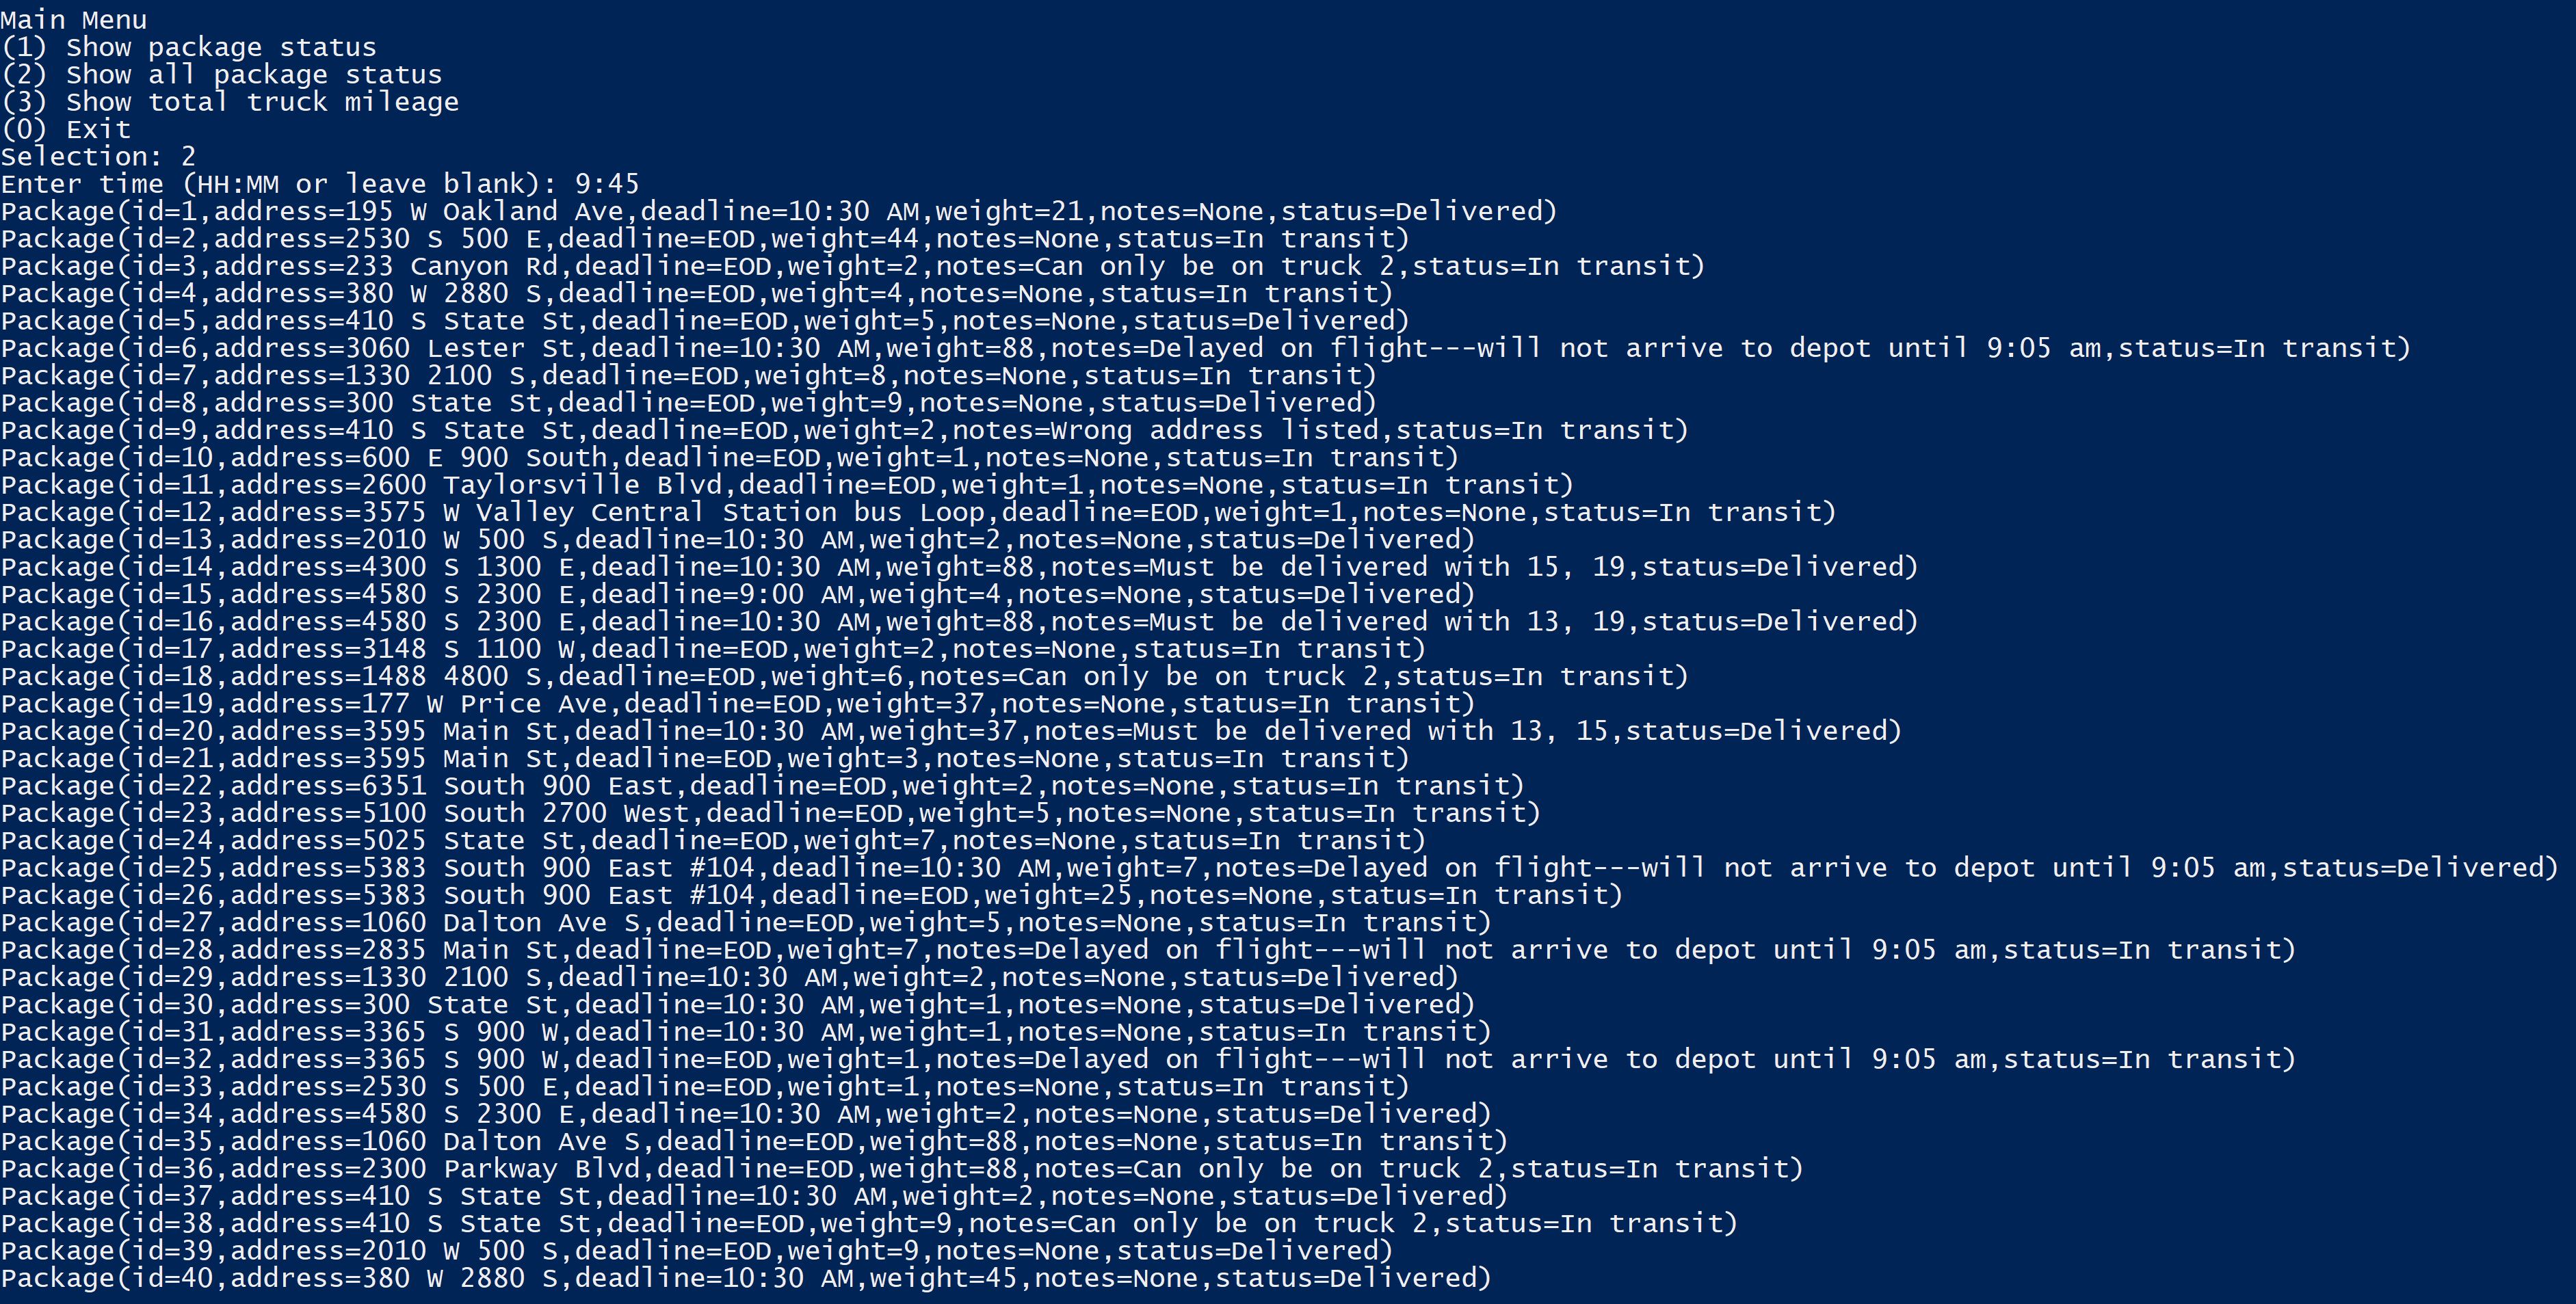 Main Menu
(1) Show package status
(2) Show all package status
(3) Show total truck mileage
(0) Exit
Selection: 2
Enter time (HH:MM or leave blank): 9:45
Package(id=1,address=195 W Oakland Ave,deadline=10:30 AM,weight=21,notes=None,status=Delivered)
Package(id=2,address=2530 S 500 E,deadline=EOD,weight=44,notes=None,status=In transit)
Package(id=3,address=233 Canyon Rd,deadline=EOD,weight=2,notes=Can only be on truck 2,status=In transit)
Package(id=4,address=380 W 2880 S,deadline=EOD,weight=4,notes=None,status=In transit)
Package(id=5,address=410 S State St,deadline=EOD,weight=5,notes=None,status=Delivered)
Package(id=6,address=3060 Lester St,deadline=10:30 AM,weight=88,notes=Delayed on flight---will not arrive to depot until 9:05 am,status=In transit)
Package(id=7,address=1330 2100 S,deadline=EOD,weight=8,notes=None,status=In transit)
Package(id=8,address=300 State St,deadline=EOD,weight=9,notes=None,status=Delivered)
Package(id=9,address=410 S State St,deadline=EOD,weight=2,notes=Wrong address listed,status=In transit)
Package(id=10,address=600 E 900 South,deadline=EOD,weight=1,notes=None,status=In transit)
Package(id=11,address=2600 Taylorsville Blvd,deadline=EOD,weight=1,notes=None,status=In transit)
Package(id=12,address=3575 W Valley Central Station bus Loop,deadline=EOD,weight=1,notes=None,status=In transit)
Package(id=13,address=2010 W 500 S,deadline=10:30 AM,weight=2,notes=None,status=Delivered)
Package(id=14,address=4300 S 1300 E,deadline=10:30 AM,weight=88,notes=Must be delivered with 15, 19,status=Delivered)
Package(id=15,address=4580 S 2300 E,deadline=9:00 AM,weight=4,notes=None,status=Delivered)
Package(id=16,address=4580 S 2300 E,deadline=10:30 AM,weight=88,notes=Must be delivered with 13, 19,status=Delivered)
Package(id=17,address=3148 S 1100 W,deadline=EOD,weight=2,notes=None,status=In transit)
Package(id=18,address=1488 4800 S,deadline=EOD,weight=6,notes=Can only be on truck 2,status=In transit)
Package(id=19,address=177 W Price Ave,deadline=EOD,weight=37,notes=None,status=In transit)
Package(id=20,address=3595 Main St,deadline=10:30 AM,weight=37,notes=Must be delivered with 13, 15,status=Delivered)
Package(id=21,address=3595 Main St,deadline=EOD,weight=3,notes=None,status=In transit)
Package(id=22,address=6351 South 900 East,deadline=EOD,weight=2,notes=None,status=In transit)
Package(id=23,address=5100 South 2700 West,deadline=EOD,weight=5,notes=None,status=In transit)
Package(id=24,address=5025 State St,deadline=EOD,weight=7,notes=None,status=In transit)
Package(id=25,address=5383 South 900 East #104,deadline=10:30 AM,weight=7,notes=Delayed on flight---will not arrive to depot until 9:05 am,status=Delivered)
Package(id=26,address=5383 South 900 East #104,deadline=EOD,weight=25,notes=None,status=In transit)
Package(id=27,address=1060 Dalton Ave S,deadline=EOD,weight=5,notes=None,status=In transit)
Package(id=28,address=2835 Main St,deadline=EOD,weight=7,notes=Delayed on flight---will not arrive to depot until 9:05 am,status=In transit)
Package(id=29,address=1330 2100 S,deadline=10:30 AM,weight=2,notes=None,status=Delivered)
Package(id=30,address=300 State St,deadline=10:30 AM,weight=1,notes=None,status=Delivered)
Package(id=31,address=3365 S 900 W,deadline=10:30 AM,weight=1,notes=None,status=In transit)
Package(id=32,address=3365 S 900 W,deadline=EOD,weight=1,notes=Delayed on flight---will not arrive to depot until 9:05 am,status=In transit)
Package(id=33,address=2530 S 500 E,deadline=EOD,weight=1,notes=None,status=In transit)
Package(id=34,address=4580 S 2300 E,deadline=10:30 AM,weight=2,notes=None,status=Delivered)
Package(id=35,address=1060 Dalton Ave S,deadline=EOD,weight=88,notes=None,status=In transit)
Package(id=36,address=2300 Parkway Blvd,deadline=EOD,weight=88,notes=Can only be on truck 2,status=In transit)
Package(id=37,address=410 S State St,deadline=10:30 AM,weight=2,notes=None,status=Delivered)
Package(id=38,address=410 S State St,deadline=EOD,weight=9,notes=Can only be on truck 2,status=In transit)
Package(id=39,address=2010 W 500 S,deadline=EOD,weight=9,notes=None,status=Delivered)
Package(id=40,address=380 W 2880 S,deadline=10:30 AM,weight=45,notes=None,status=Delivered)